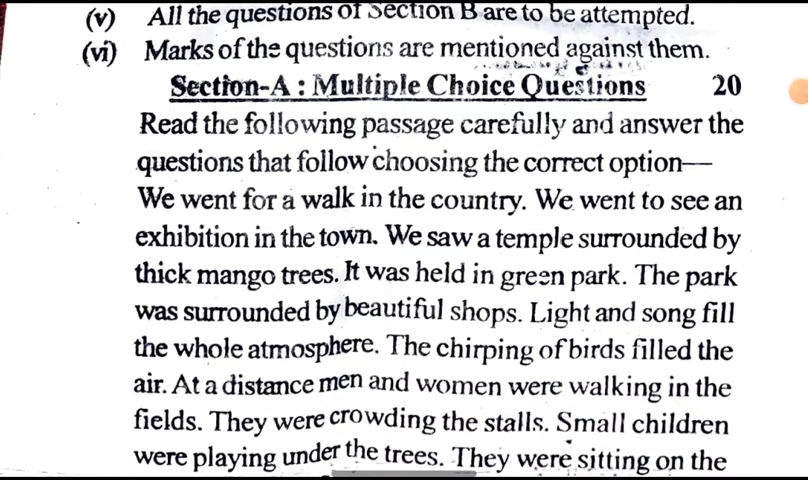 (v) All the questions of Section B are to be attempted.
(vi) Marks of the questions are mentioned against them.
Section-A : Multiple Choice Questions 20
Read the following passage carefully and answer the
questions that follow choosing the correct option—
We went for a walk in the country. We went to see an
exhibition in the town. We saw a temple surrounded by
thick mango trees. It was held in green park. The park
was surrounded by beautiful shops. Light and song fill
the whole atmosphere. The chirping of birds filled the
air. At a distance men and women were walking in the
fields. They were crowding the stalls. Small children
were playing under the trees. They were sitting on the